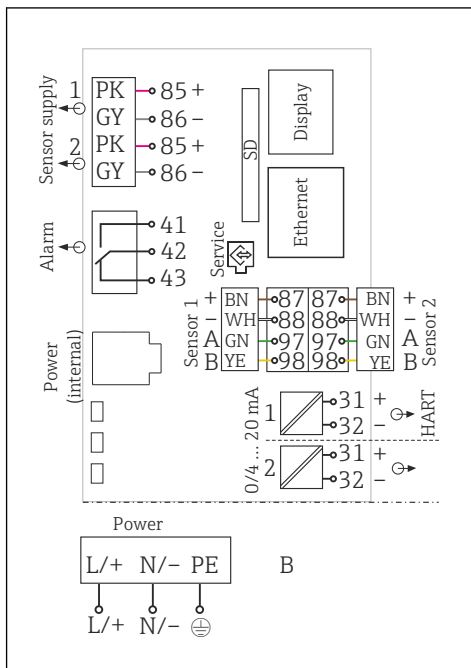 Sensor supply
1 PK 85 +
GY 86 −
2 PK 85 +
GY 86 −
Display
SD
Ethernet
Alarm
41
42
43
Service
Power
(internal)
Sensor 1
+ BN 87 87 BN +
− WH 88 88 WH −
A GN 97 97 GN A
B YE 98 98 YE B
Sensor 2
0/4 ... 20 mA
1 31 +
32 −
HART
2 31 +
32 −
Power
L/+ N/− PE
B
L/+ N/−